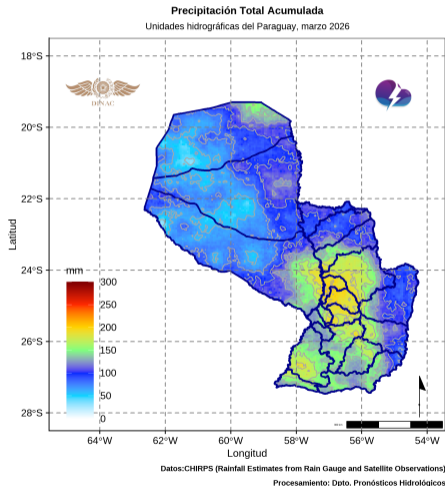 Precipitación Total Acumulada
Unidades hidrográficas del Paraguay, marzo 2026
18°S
20°S
22°S
24°S
26°S
28°S
Latitud
DINAC
mm
300
250
200
150
100
50
0
64°W
62°W
60°W
58°W
56°W
54°W
Longitud
Datos:CHIRPS (Rainfall Estimates from Rain Gauge and Satellite Observations)
Procesamiento: Dpto. Pronósticos Hidrológicos